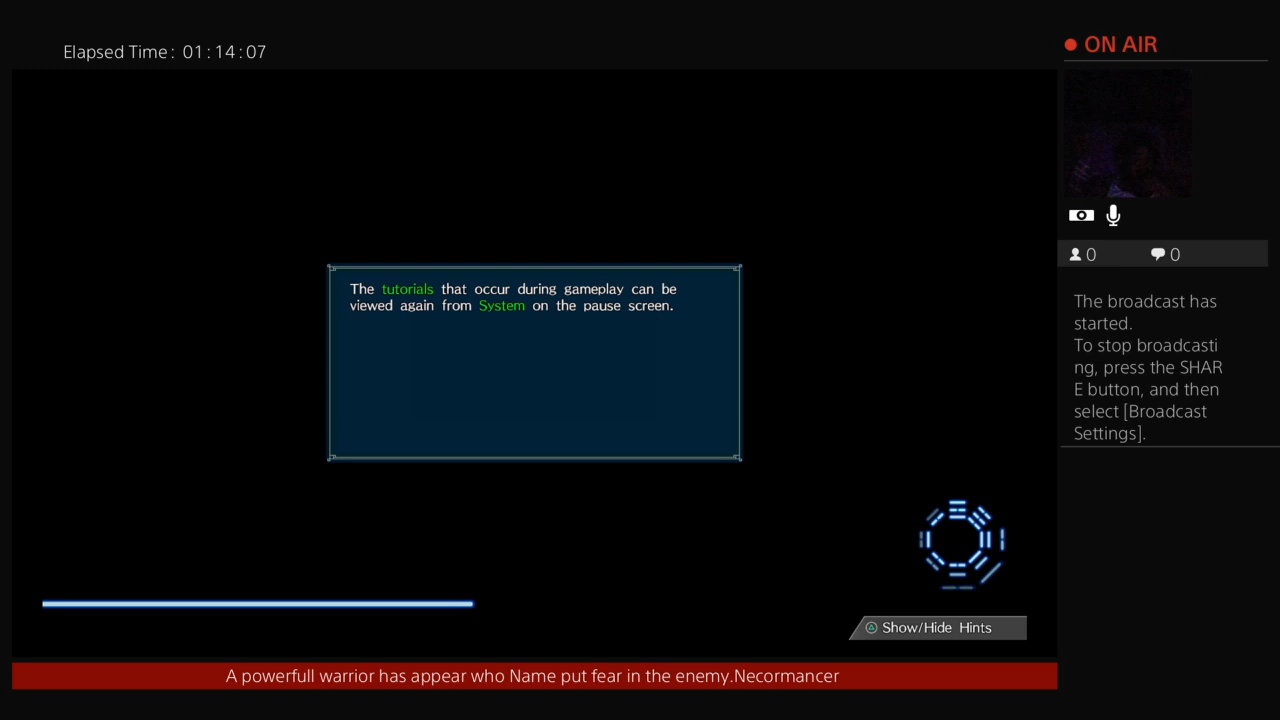 Elapsed Time: 01:14:07
ON AIR
0 0
The broadcast has
started.
To stop broadcasti
ng, press the SHAR
E button, and then
select [Broadcast
Settings].
The tutorials that occur during gameplay can be
viewed again from System on the pause screen.
Show/Hide Hints
A powerfull warrior has appear who Name put fear in the enemy.Necormancer